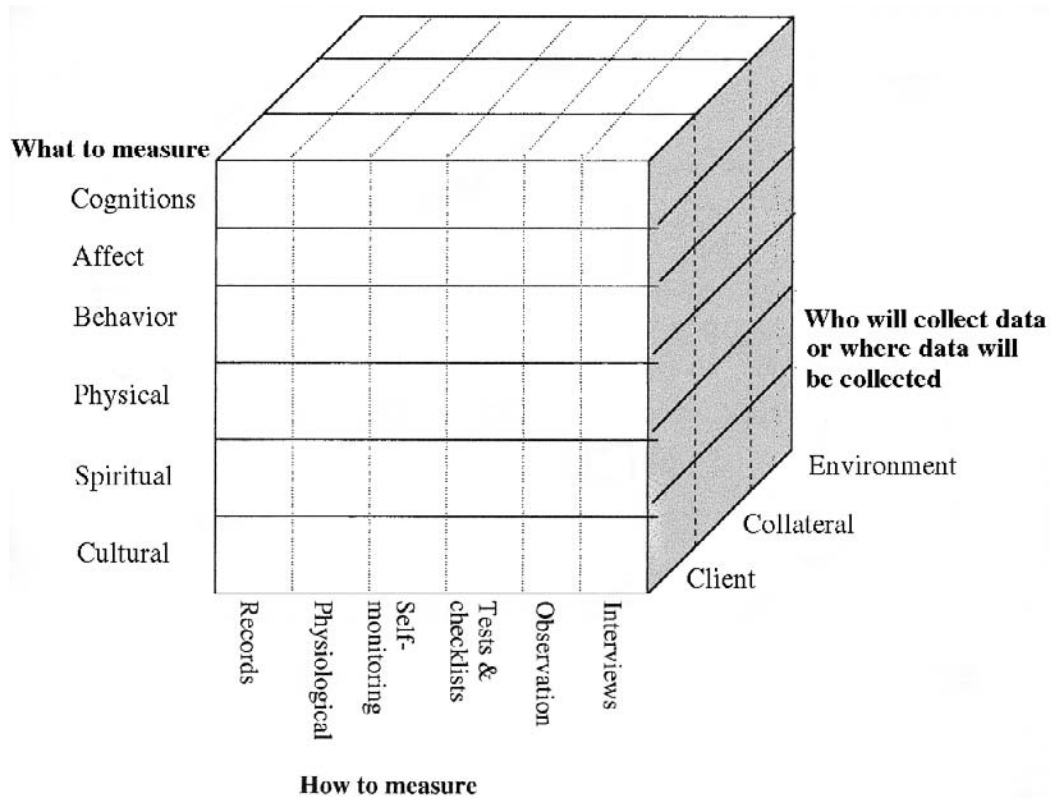 What to measure
Cognitions
Affect
Behavior
Physical
Spiritual
Cultural
Who will collect data
or where data will
be collected
Environment
Collateral
Client
Records
Physiological
Self-
monitoring
Tests &
checklists
Observation
Interviews
How to measure